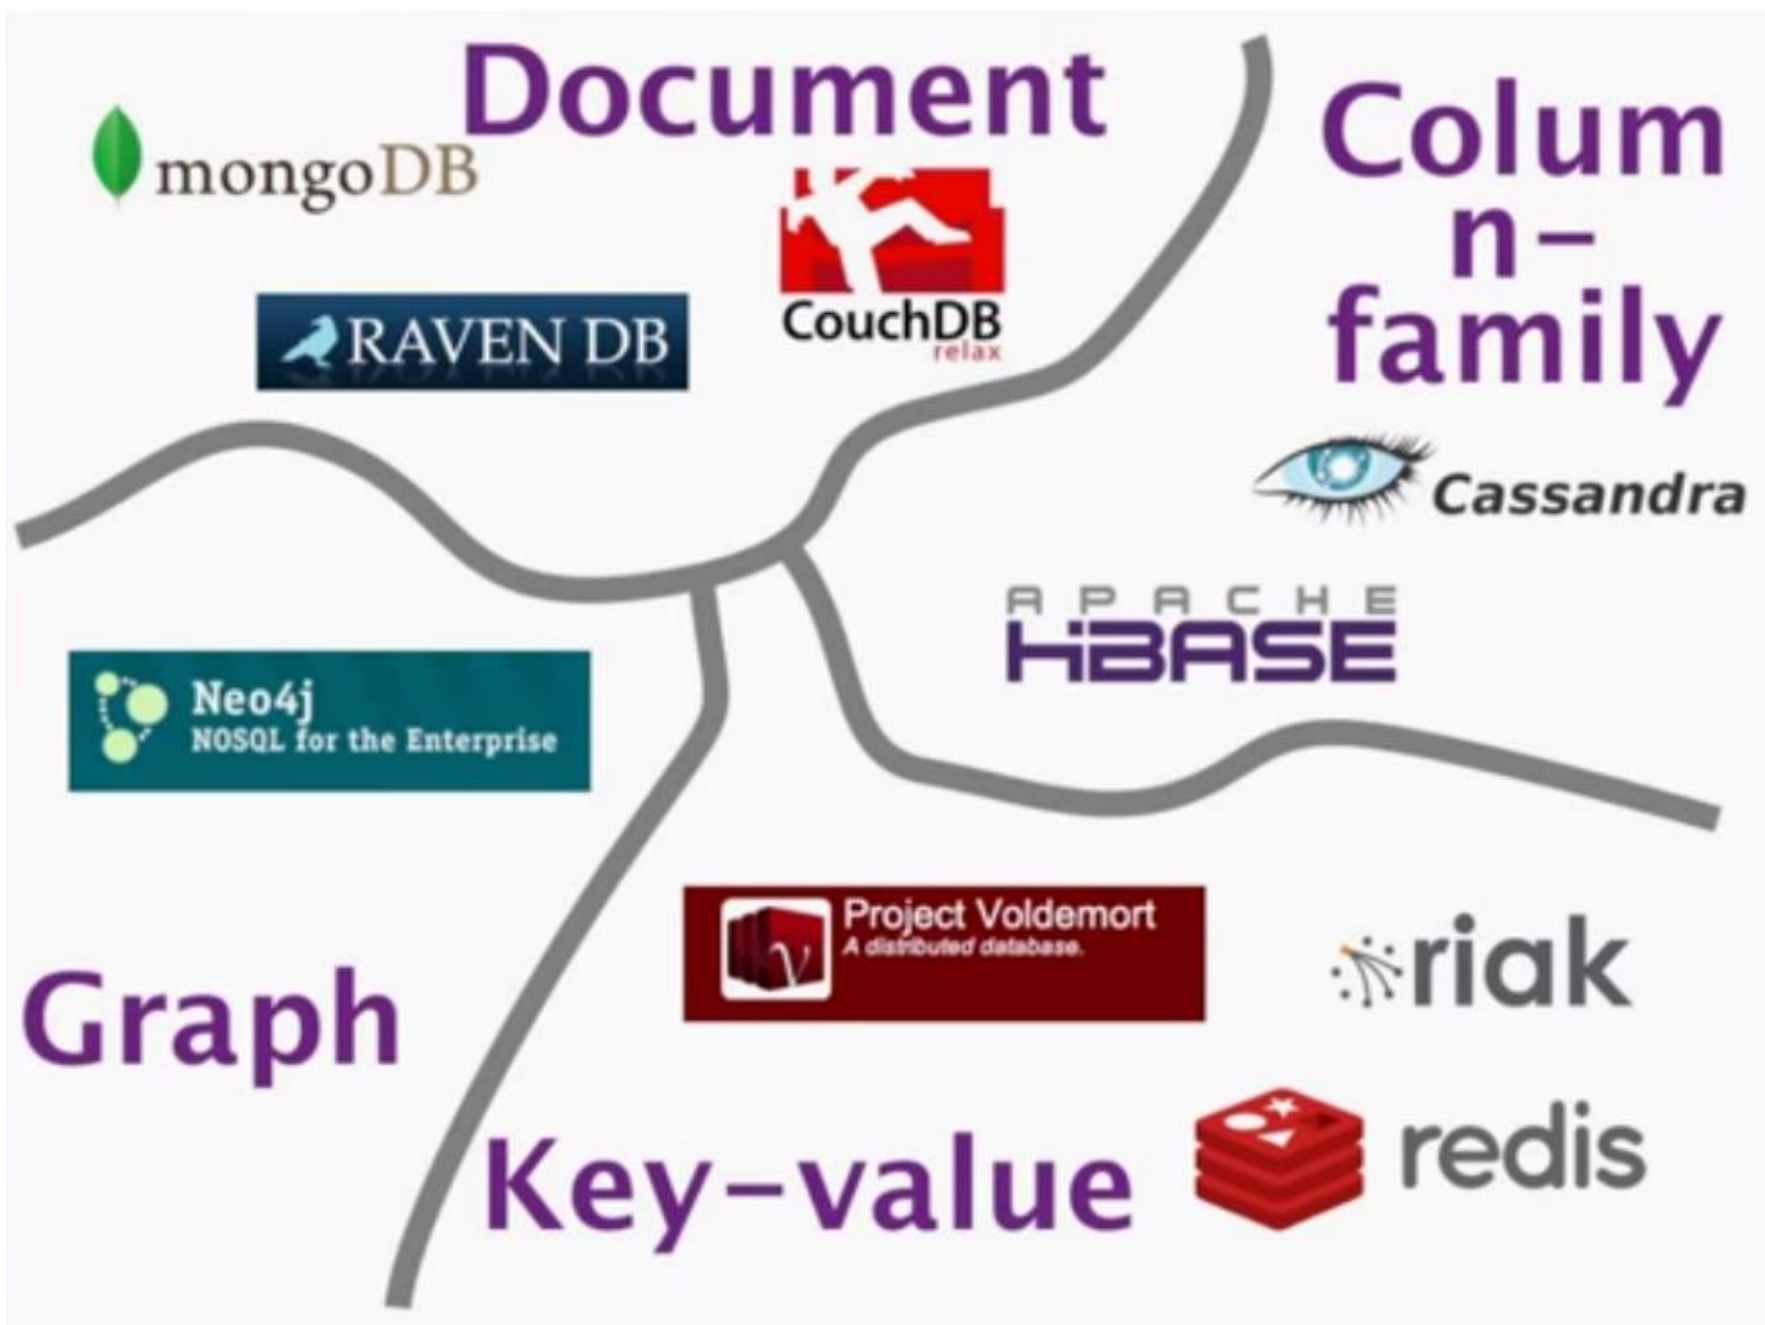 Document
mongoDB
CouchDB
relax
RAVEN DB
Colum
n-
family
Cassandra
APACHE
HBASE
Neo4j
NOSQL for the Enterprise
Graph
Project Voldemort
A distributed database.
riak
Key-value
redis